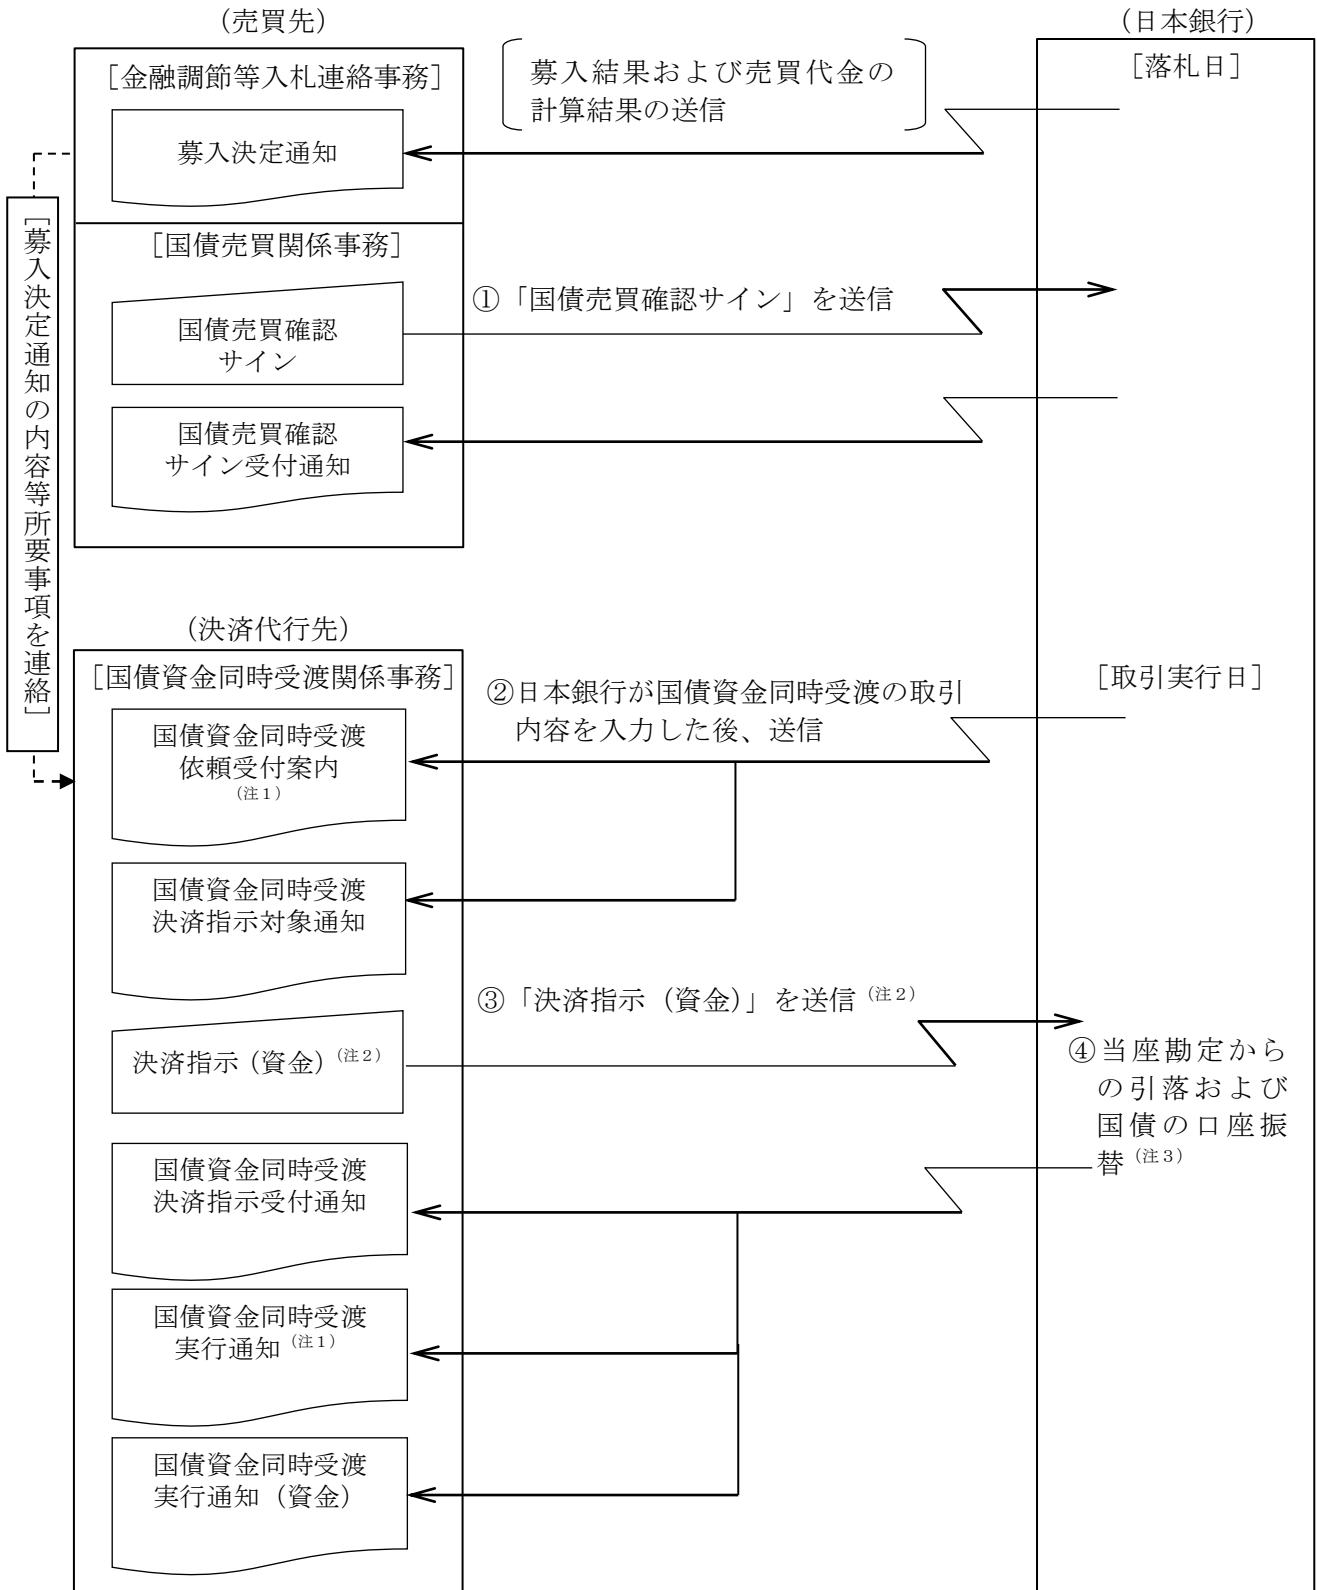 （売買先）
（日本銀行）
［金融調節等入札連絡事務］
募入結果および売買代金の
計算結果の送信
［落札日］
募入決定通知
［国債売買関係事務］
①「国債売買確認サイン」を送信
国債売買確認
サイン
国債売買確認
サイン受付通知
［募入決定通知の内容等所要事項を連絡］
（決済代行先）
［国債資金同時受渡関係事務］
［取引実行日］
②日本銀行が国債資金同時受渡の取引
内容を入力した後、送信
国債資金同時受渡
依頼受付案内
（注１）
国債資金同時受渡
決済指示対象通知
③「決済指示（資金）」を送信（注２）
決済指示（資金）（注２）
④当座勘定から
の引落および
国債の口座振
替（注３）
国債資金同時受渡
決済指示受付通知
国債資金同時受渡
実行通知（注１）
国債資金同時受渡
実行通知（資金）